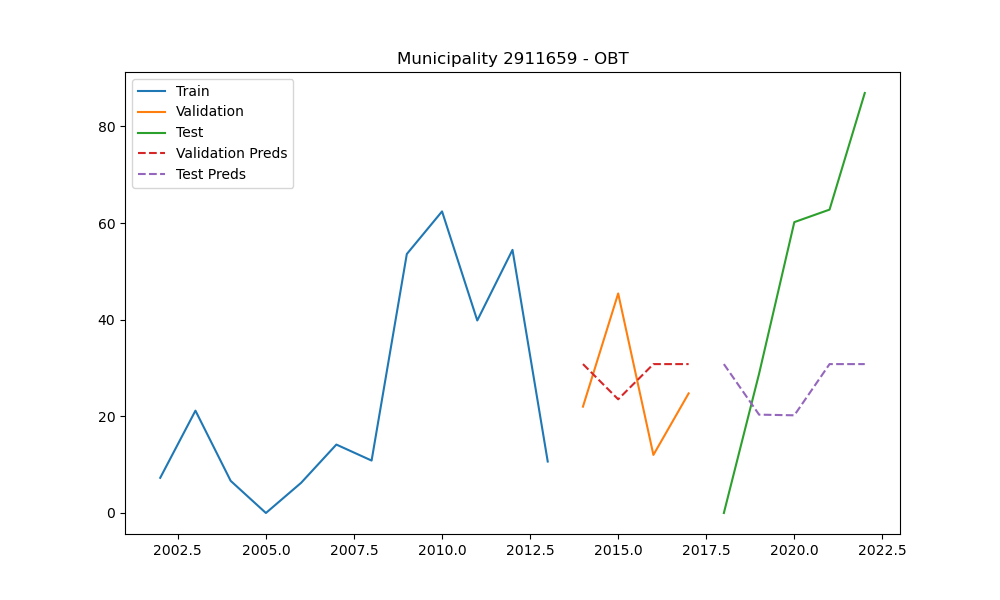 Municipality 2911659 - OBT
Train
Validation
Test
Validation Preds
Test Preds
80
60
40
20
0
2002.5 2005.0 2007.5 2010.0 2012.5 2015.0 2017.5 2020.0 2022.5